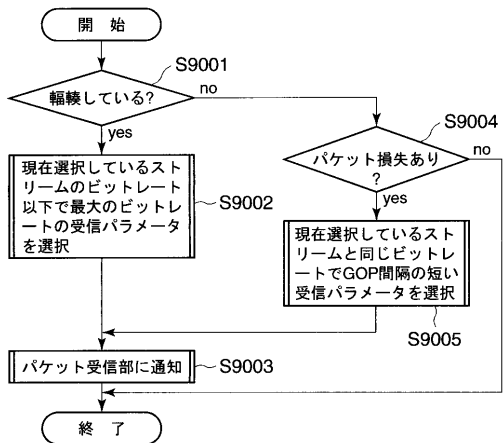 開 始
S9001
輻輳している?
no
yes
S9004
パケット損失あり
?
no
yes
現在選択しているスト
リームのビットレート
以下で最大のビットレ
ートの受信パラメータ
を選択
S9002
現在選択しているスト
リームと同じビットレ
ートでGOP間隔の短い
受信パラメータを選択
S9005
パケット受信部に通知
S9003
終 了